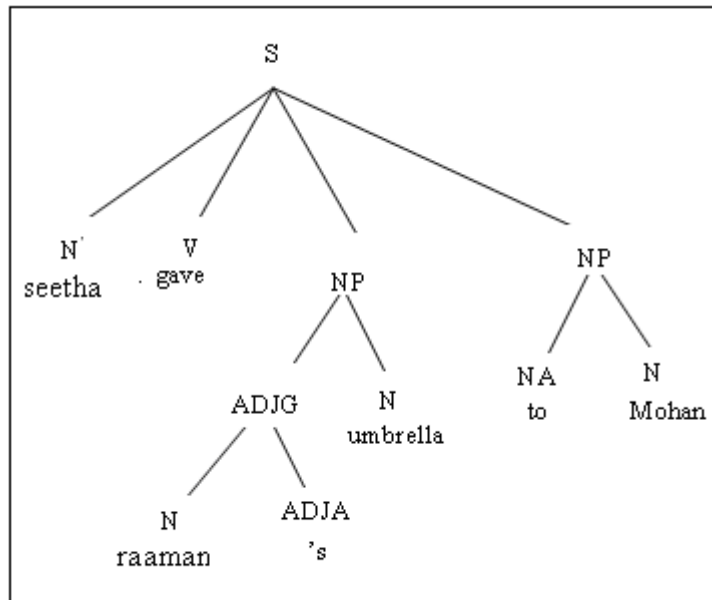 S
N V
seetha gave
NP NP
ADJG N NA N
umbrella to Mohan
N ADJA
raaman 's